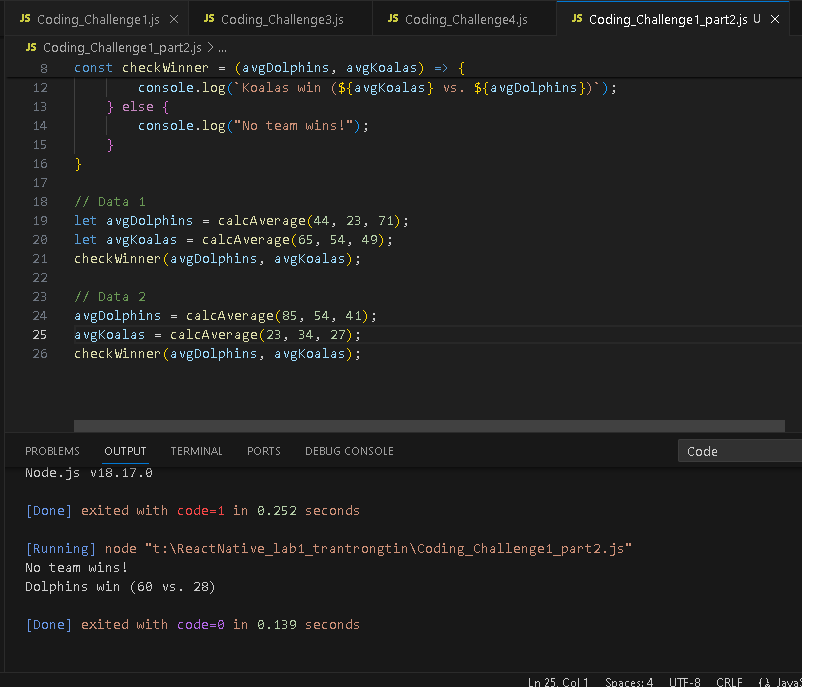 JS Coding_Challenge1.js × JS Coding_Challenge3.js JS Coding_Challenge4.js JS Coding_Challenge1_part2.js U ×
JS Coding_Challenge1_part2.js > ...
8 const checkWinner = (avgDolphins, avgKoalas) => {
12 console.log(`Koalas win (${avgKoalas} vs. ${avgDolphins})`);
13 } else {
14 console.log("No team wins!");
15 }
16 }
17
18 // Data 1
19 let avgDolphins = calcAverage(44, 23, 71);
20 let avgKoalas = calcAverage(65, 54, 49);
21 checkWinner(avgDolphins, avgKoalas);
22
23 // Data 2
24 avgDolphins = calcAverage(85, 54, 41);
25 avgKoalas = calcAverage(23, 34, 27);
26 checkWinner(avgDolphins, avgKoalas);
PROBLEMS OUTPUT TERMINAL PORTS DEBUG CONSOLE Code
Node.js v18.17.0
[Done] exited with code=1 in 0.252 seconds
[Running] node "t:\ReactNative_lab1_trantrongtin\Coding_Challenge1_part2.js"
No team wins!
Dolphins win (60 vs. 28)
[Done] exited with code=0 in 0.139 seconds
Ln 25, Col 1 Spaces: 4 UTF-8 CRLF {} JavaS